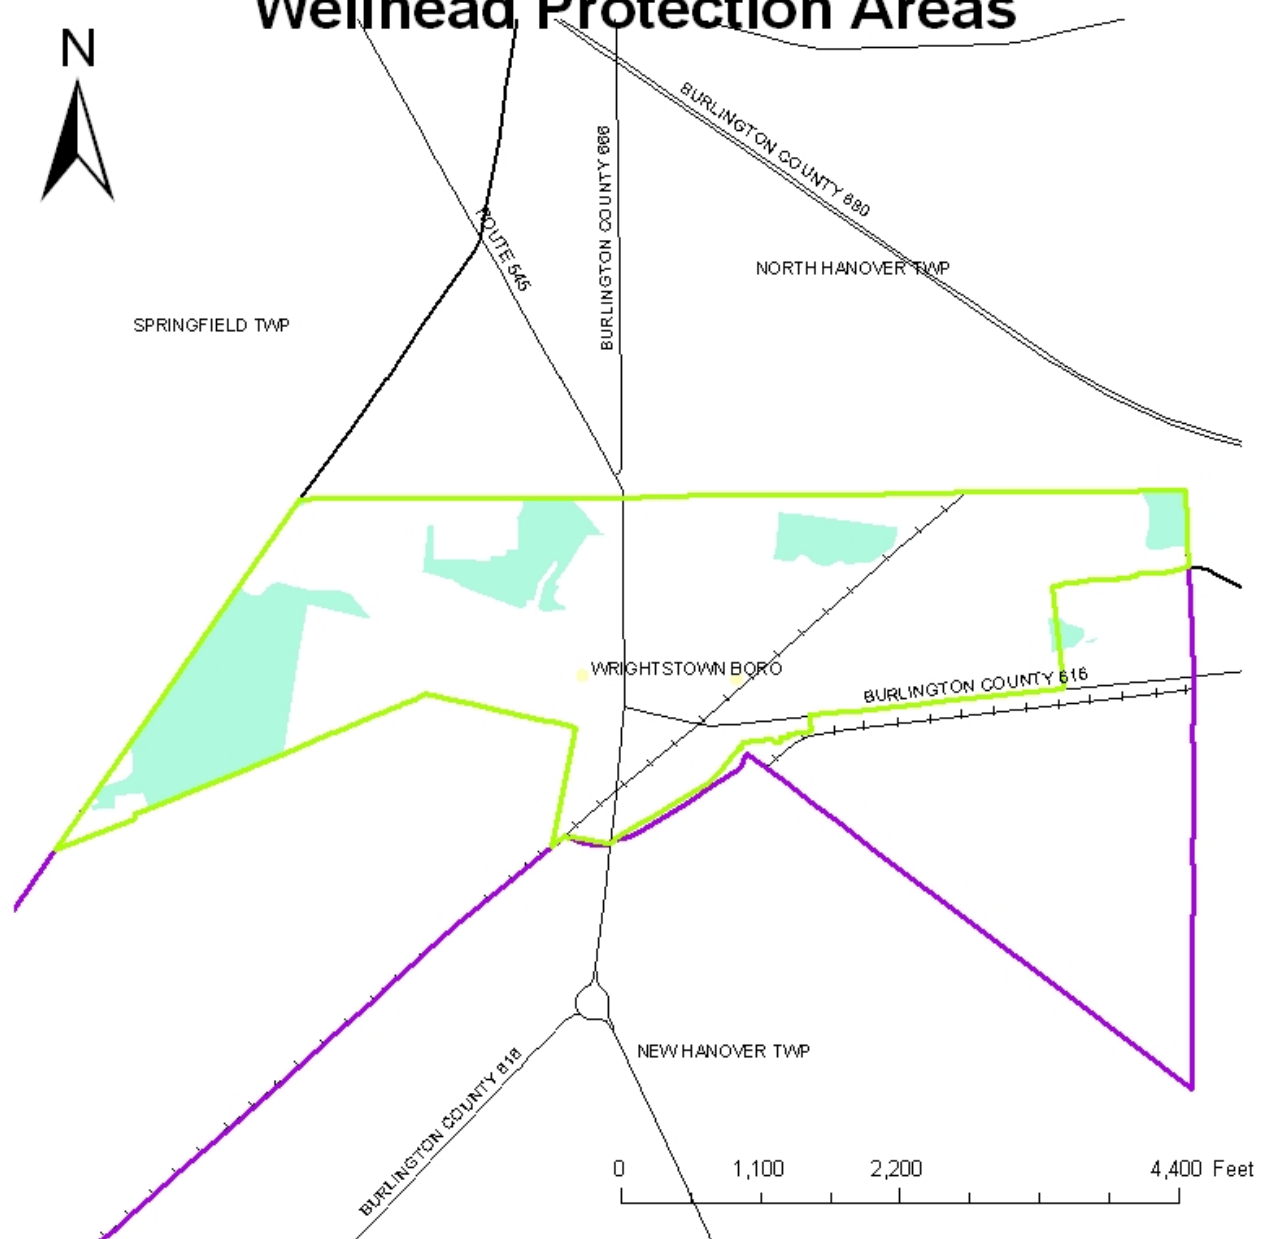 Wellhead Protection Areas
N
BURLINGTON COUNTY 680
BURLINGTON COUNTY 666
ROUTE 545
NORTH HANOVER TWP
SPRINGFIELD TWP
WRIGHTSTOWN BORO
BURLINGTON COUNTY 616
NEW HANOVER TWP
BURLINGTON COUNTY 618
0 1,100 2,200 4,400 Feet